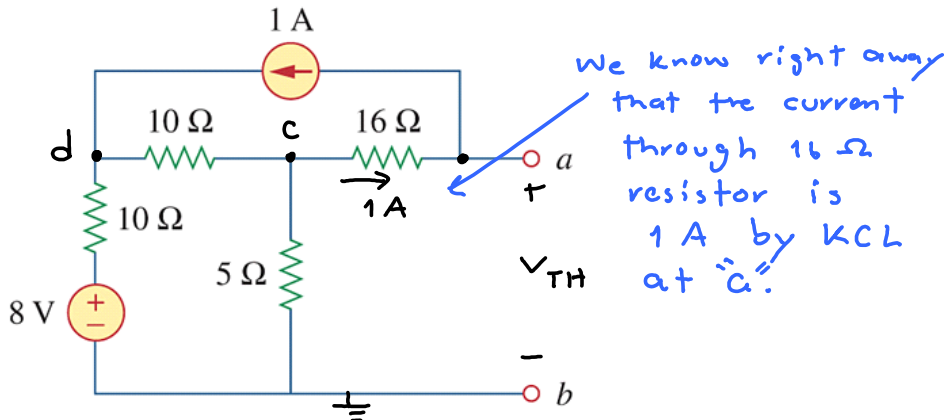 1 A
we know right away
that the current
through 16 Ω
resistor is
1 A by KCL
at "a".
d
10 Ω
c
16 Ω
a
+
1 A
10 Ω
5 Ω
V TH
8 V
+
−
−
b